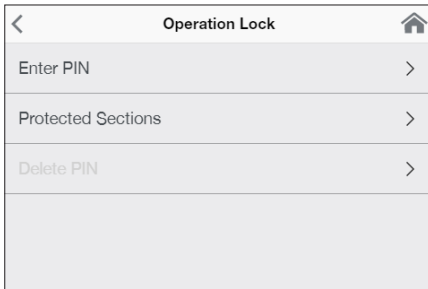 Operation Lock
Enter PIN
Protected Sections
Delete PIN